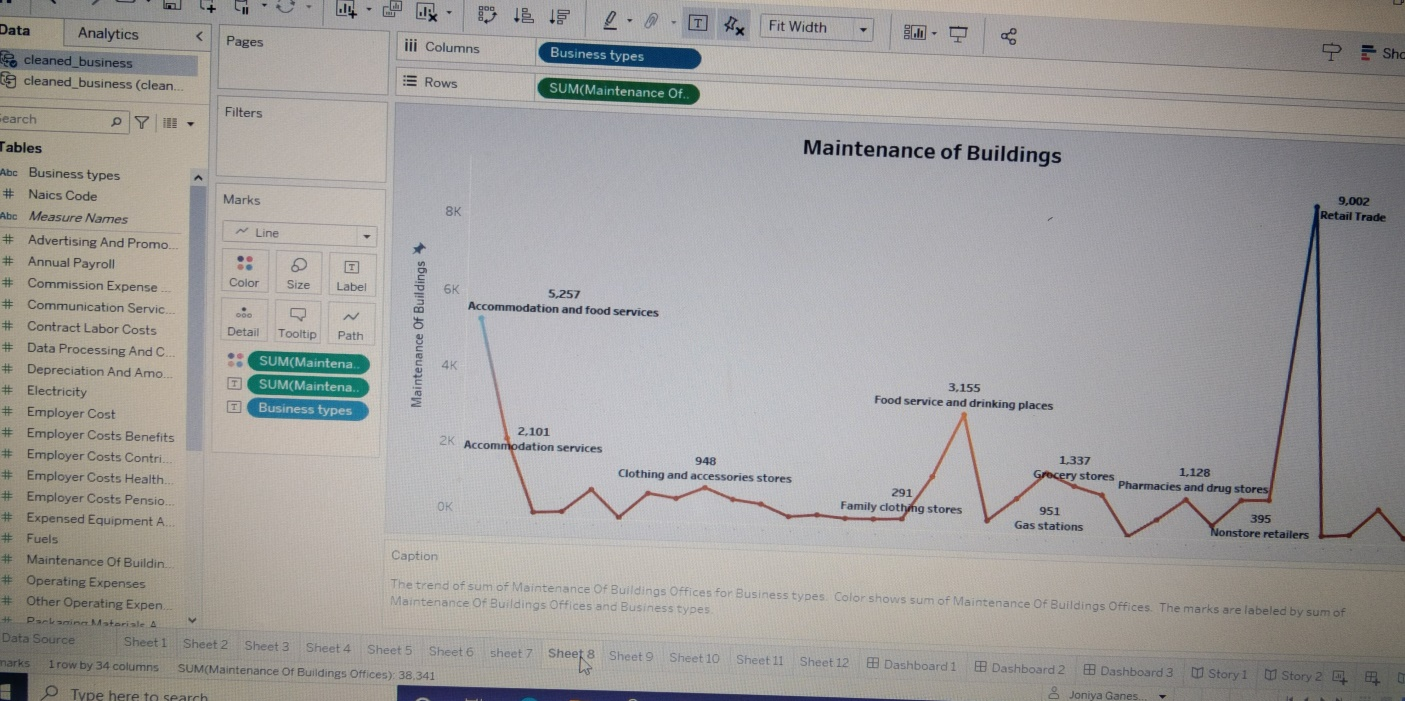 Fit Width
Sho
Data
Analytics
cleaned_business
cleaned_business (clean...
Search
Tables
Abc Business types
# Naics Code
Abc Measure Names
# Advertising And Promo...
# Annual Payroll
# Commission Expense ...
# Communication Servic...
# Contract Labor Costs
# Data Processing And C...
# Depreciation And Amo...
# Electricity
# Employer Cost
# Employer Costs Benefits
# Employer Costs Contri...
# Employer Costs Health...
# Employer Costs Pensio...
# Expensed Equipment A...
# Fuels
# Maintenance Of Buildin...
# Operating Expenses
# Other Operating Expen...
# Packaging Materials A
Pages
Filters
Marks
Line
Color
Size
Label
Detail
Tooltip
Path
SUM(Maintena..
SUM(Maintena..
Business types
Columns
Business types
Rows
SUM(Maintenance Of..
Maintenance of Buildings
Maintenance Of Buildings
8K
6K
4K
2K
0K
5,257
Accommodation and food services
2,101
Accommodation services
948
Clothing and accessories stores
291
Family clothing stores
3,155
Food service and drinking places
951
Gas stations
1,337
Grocery stores
1,128
Pharmacies and drug stores
395
Nonstore retailers
9,002
Retail Trade
Caption
The trend of sum of Maintenance Of Buildings Offices for Business types. Color shows sum of Maintenance Of Buildings Offices. The marks are labeled by sum of
Maintenance Of Buildings Offices and Business types.
Data Source
Sheet 1
Sheet 2
Sheet 3
Sheet 4
Sheet 5
Sheet 6
sheet 7
Sheet 8
Sheet 9
Sheet 10
Sheet 11
Sheet 12
Dashboard 1
Dashboard 2
Dashboard 3
Story 1
Story 2
marks
1 row by 34 columns
SUM(Maintenance Of Buildings Offices): 38,341
Joniya Ganes...
Type here to search